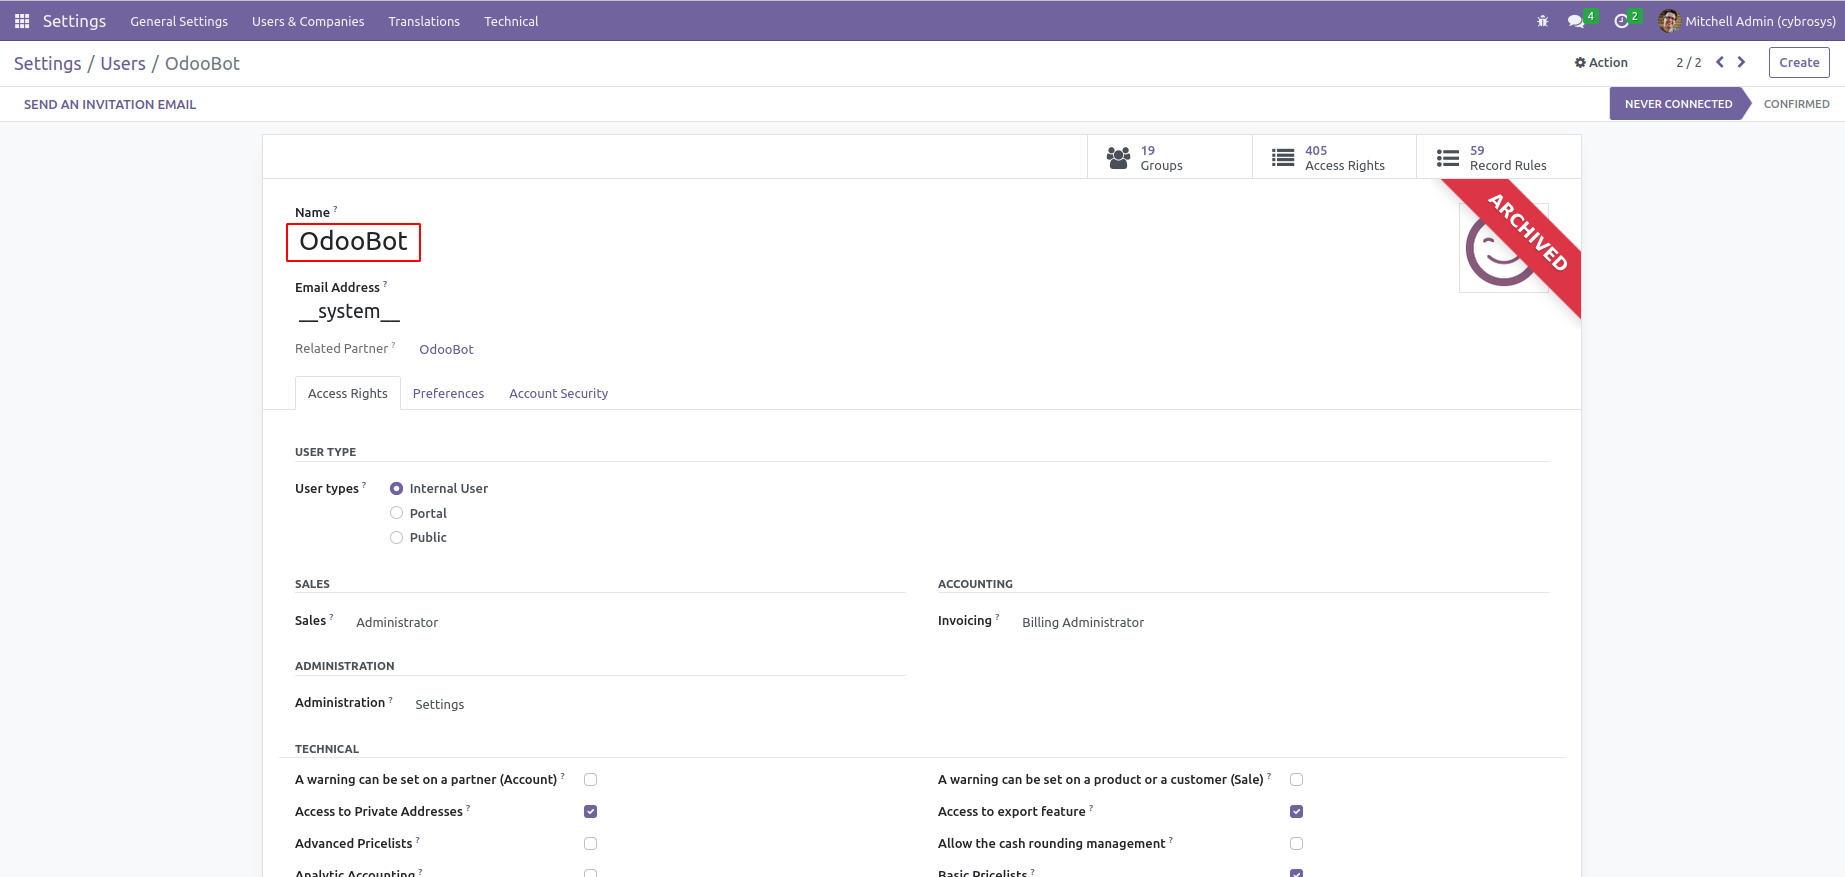 Settings General Settings Users & Companies Translations Technical 4 2 Mitchell Admin (cybrosys)
Settings / Users / OdooBot Action 2 / 2 Create
SEND AN INVITATION EMAIL NEVER CONNECTED CONFIRMED
19 Groups
405 Access Rights
59 Record Rules
ARCHIVED
Name ?
OdooBot
Email Address ?
__system__
Related Partner ? OdooBot
Access Rights Preferences Account Security
USER TYPE
User types ? Internal User
Portal
Public
SALES ACCOUNTING
Sales ? Administrator Invoicing ? Billing Administrator
ADMINISTRATION
Administration ? Settings
TECHNICAL
A warning can be set on a partner (Account) ? A warning can be set on a product or a customer (Sale) ?
Access to Private Addresses ? Access to export feature ?
Advanced Pricelists ? Allow the cash rounding management ?
Analytic Accounting ? Basic Pricelists ?